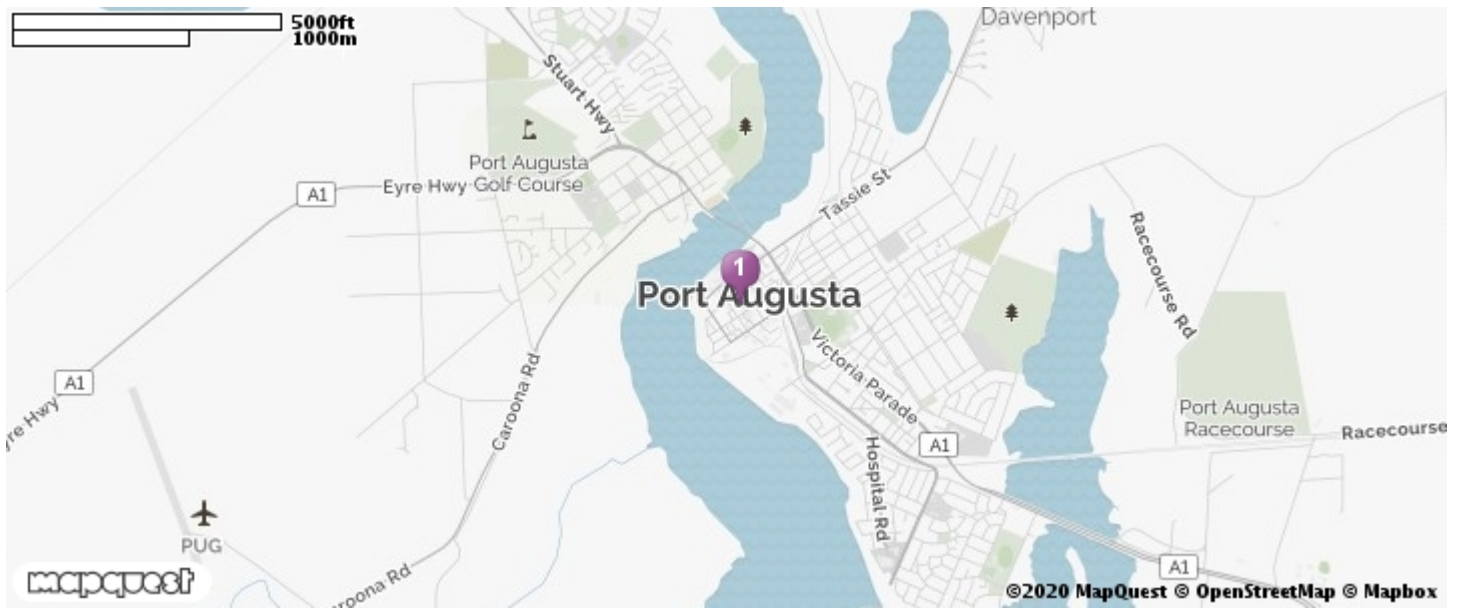 5000ft
1000m
Davenport
Stuart Hwy
Port Augusta
Golf Course
A1
Eyre Hwy
Tassie St
Racecourse Rd
1
Port Augusta
A1
yre Hwy
Caroona Rd
Victoria Parade
Port Augusta
Racecourse
Racecourse
A1
Hospital Rd
PUG
A1
mapquest
aroona Rd
©2020 MapQuest © OpenStreetMap © Mapbox